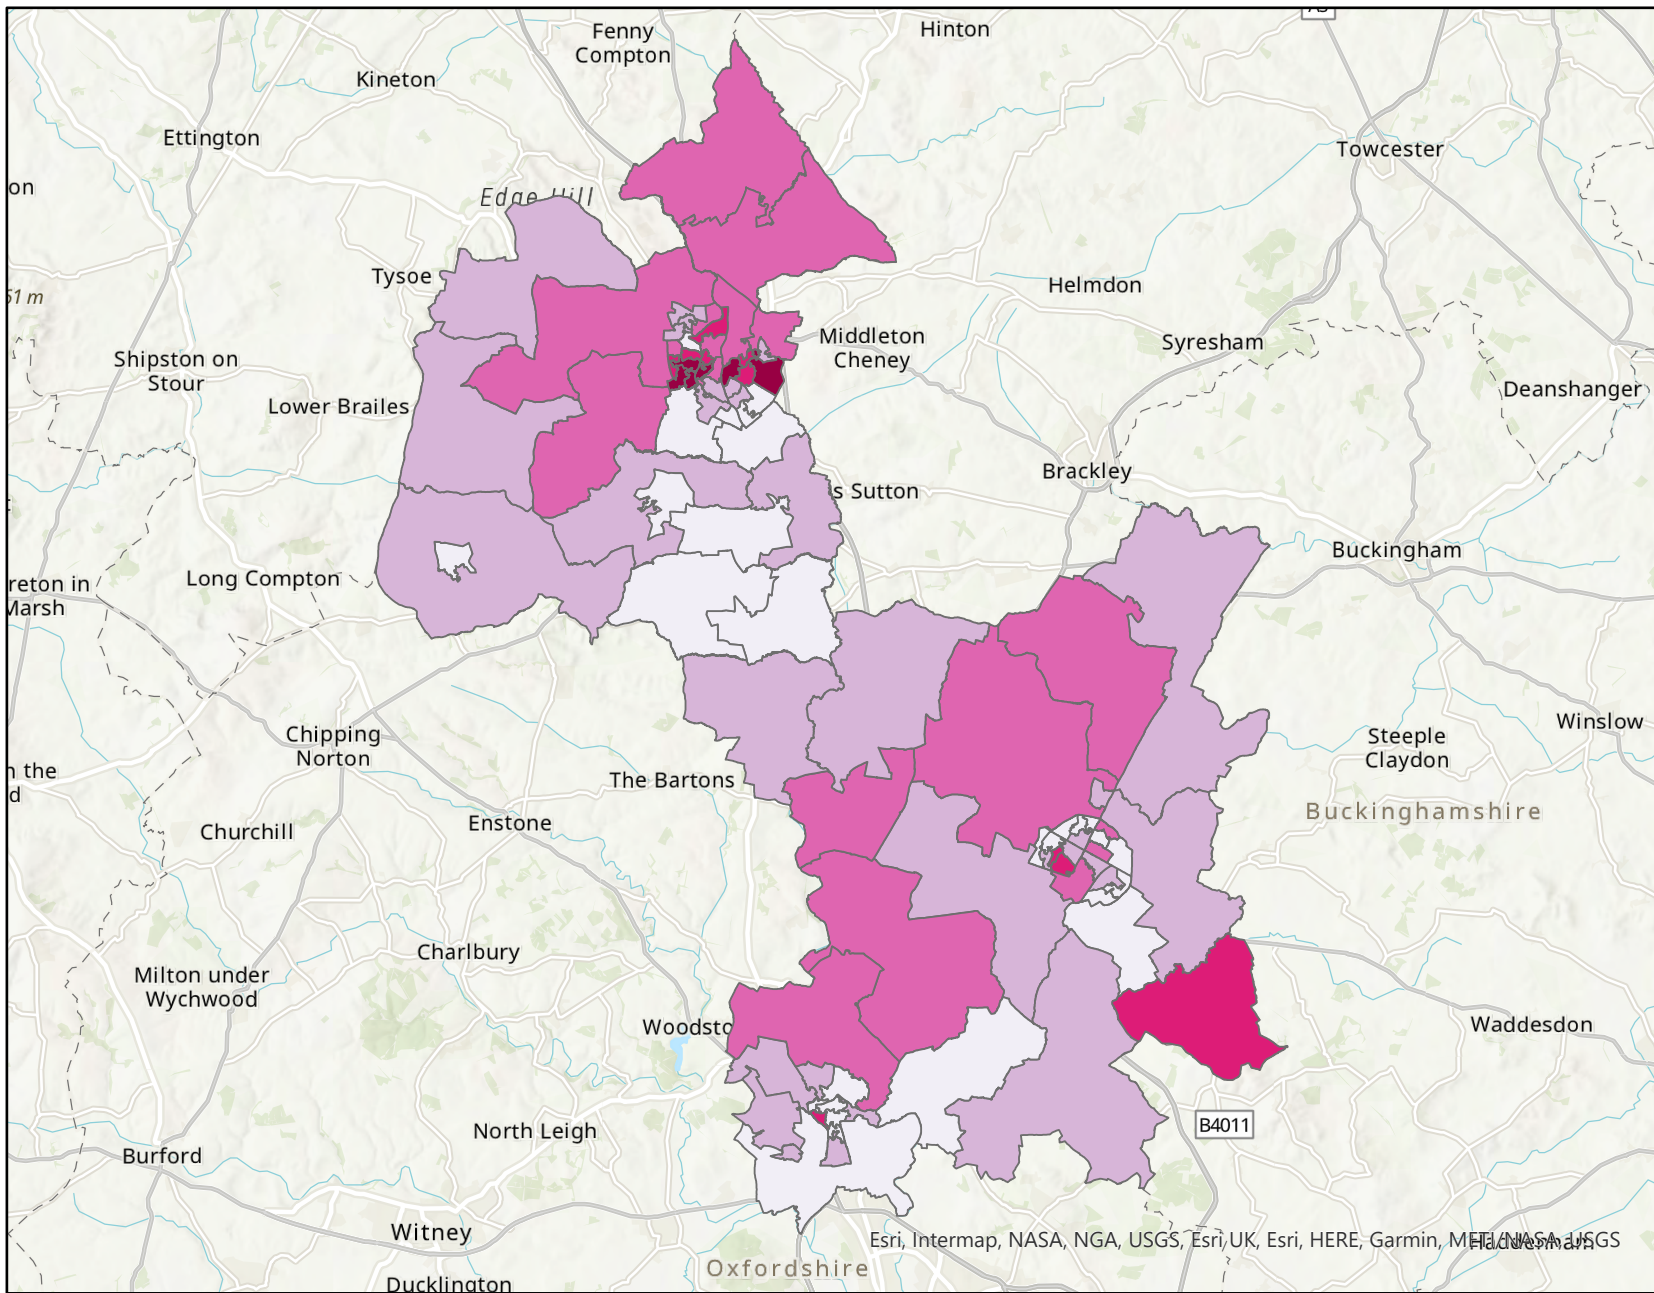 Fenny
Compton
Hinton
Kineton
Ettington
Towcester
on
Edge Hill
Tysoe
51 m
Helmdon
Middleton
Cheney
Syresham
Shipston on
Stour
Deanshanger
Lower Brailes
Brackley
s Sutton
Buckingham
Long Compton
reton in
Marsh
Winslow
Chipping
Norton
Steeple
Claydon
n the
d
The Bartons
Buckinghamshire
Enstone
Churchill
Charlbury
Milton under
Wychwood
Woodsto
Waddesdon
North Leigh
B4011
Burford
Witney
Esri, Intermap, NASA, NGA, USGS, Esri UK, Esri, HERE, Garmin, METI/NASA, USGS
Haddenham
Oxfordshire
Ducklington